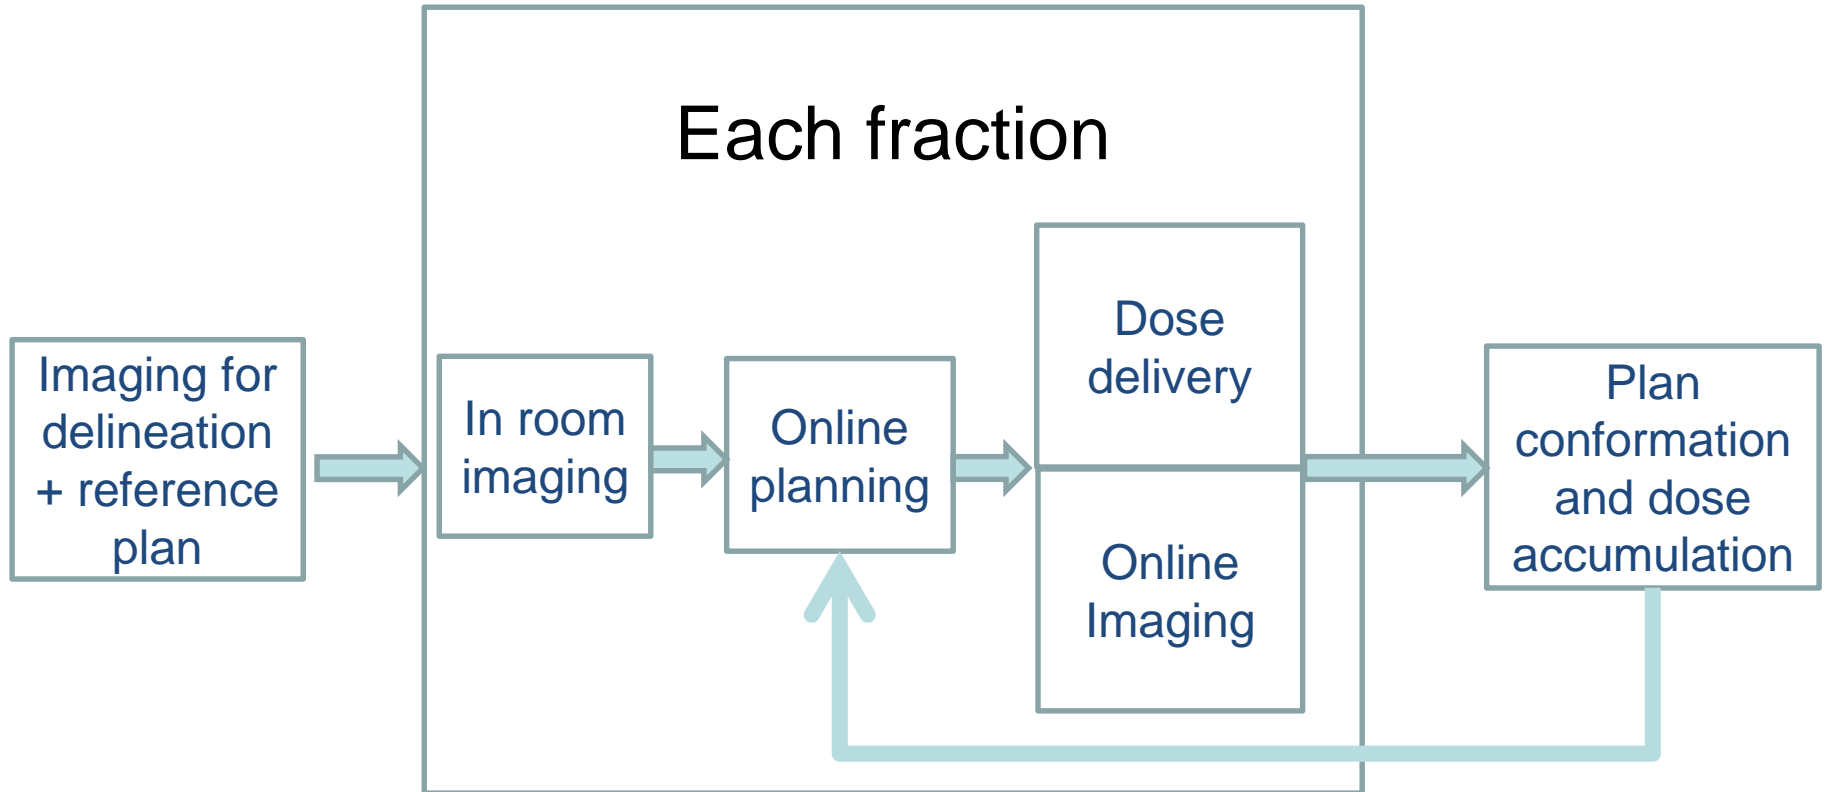 Each fraction
Imaging for
delineation
+ reference
plan
In room
imaging
Online
planning
Dose
delivery
Online
Imaging
Plan
conformation
and dose
accumulation